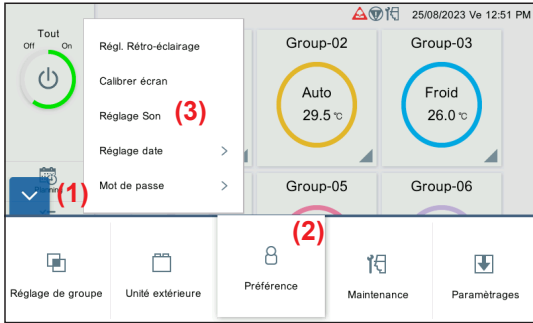 25/08/2023 Ve 12:51 PM
Tout
Off On
Régl. Rétro-éclairage
Calibrer écran
Réglage Son
(3)
Réglage date
Mot de passe
Group-02
Auto
29.5 °C
Group-03
Froid
26.0 °C
(1)
Group-05
Group-06
(2)
Réglage de groupe
Unité extérieure
Préférence
Maintenance
Paramètrages